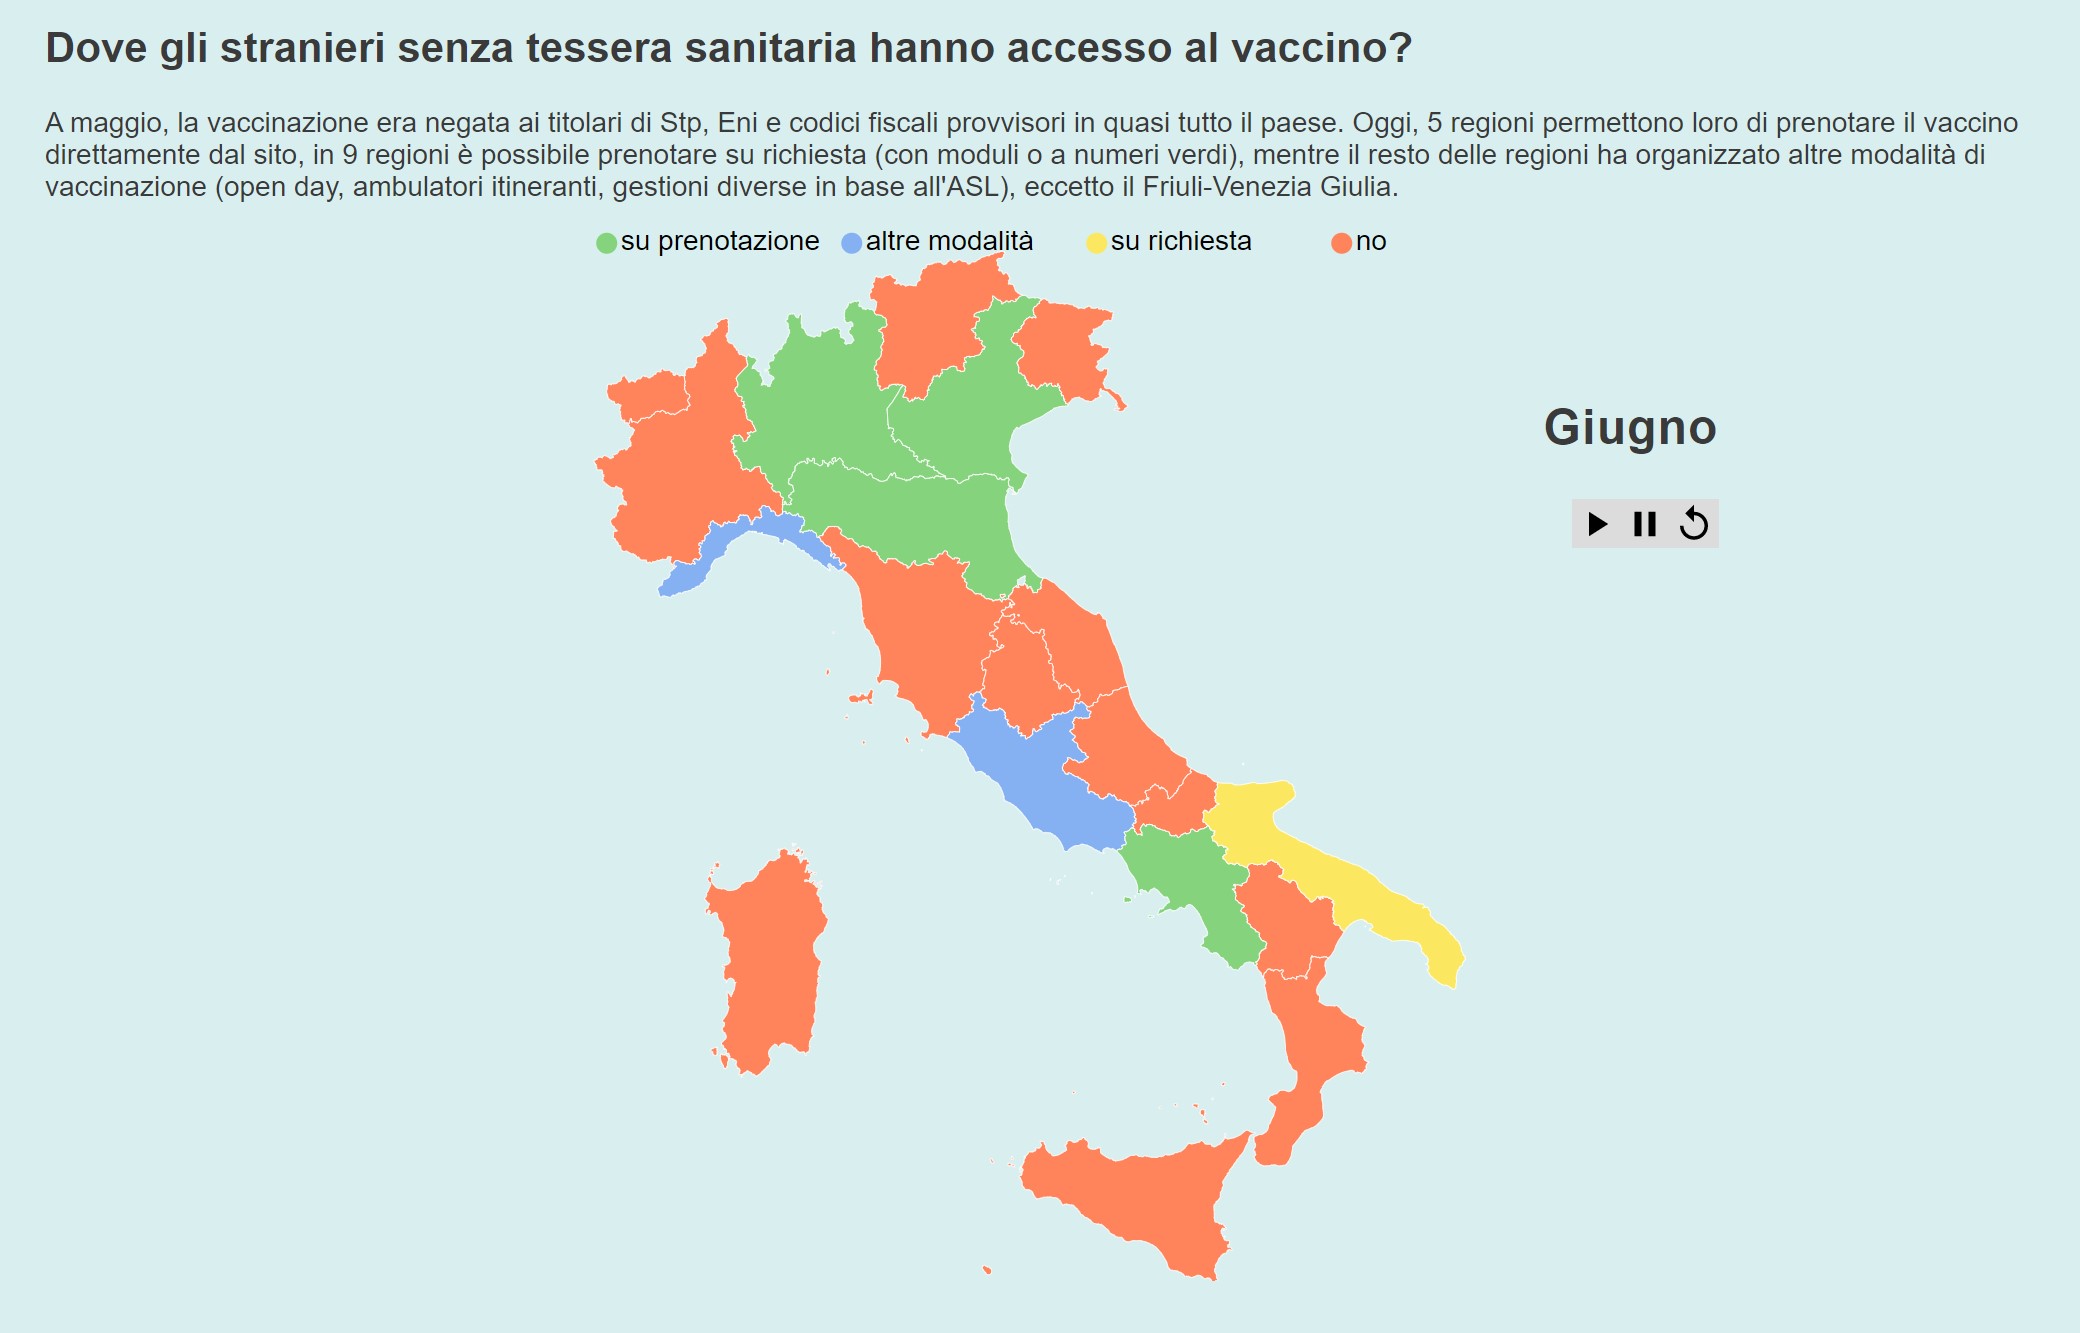 Dove gli stranieri senza tessera sanitaria hanno accesso al vaccino?
A maggio, la vaccinazione era negata ai titolari di Stp, Eni e codici fiscali provvisori in quasi tutto il paese. Oggi, 5 regioni permettono loro di prenotare il vaccino
direttamente dal sito, in 9 regioni è possibile prenotare su richiesta (con moduli o a numeri verdi), mentre il resto delle regioni ha organizzato altre modalità di
vaccinazione (open day, ambulatori itineranti, gestioni diverse in base all'ASL), eccetto il Friuli-Venezia Giulia.
su prenotazione altre modalità su richiesta no
Giugno